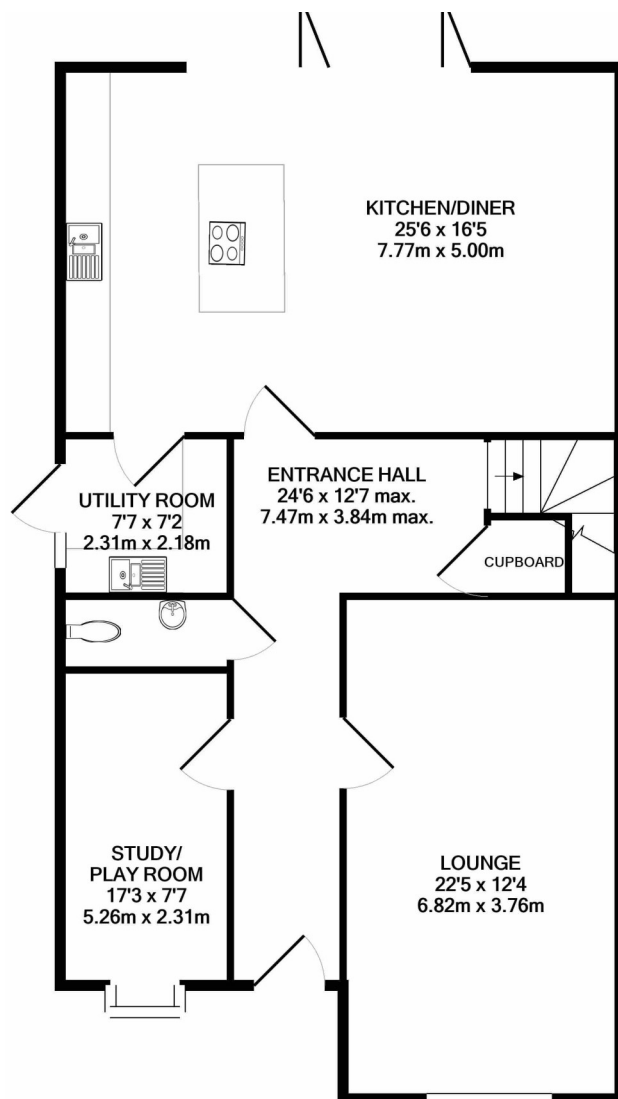 KITCHEN/DINER
25'6 x 16'5
7.77m x 5.00m
ENTRANCE HALL
24'6 x 12'7 max.
7.47m x 3.84m max.
UTILITY ROOM
7'7 x 7'2
2.31m x 2.18m
CUPBOARD
STUDY/
PLAY ROOM
17'3 x 7'7
5.26m x 2.31m
LOUNGE
22'5 x 12'4
6.82m x 3.76m